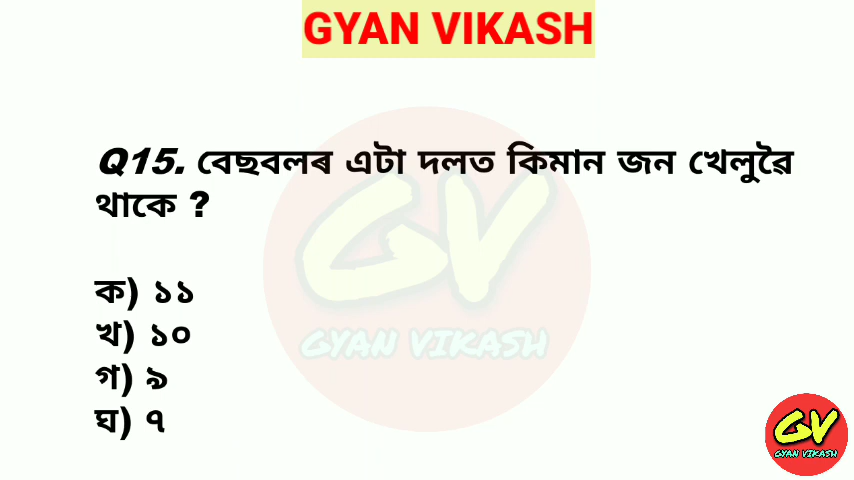 GYAN VIKASH
Q15. বেছবলৰ এটা দলত কিমান জন খেলুৱৈ
থাকে ?
GV
GYAN VIKASH
ক) ১১
খ) ১০
গ) ৯
ঘ) ৭
GV
GYAN VIKASH